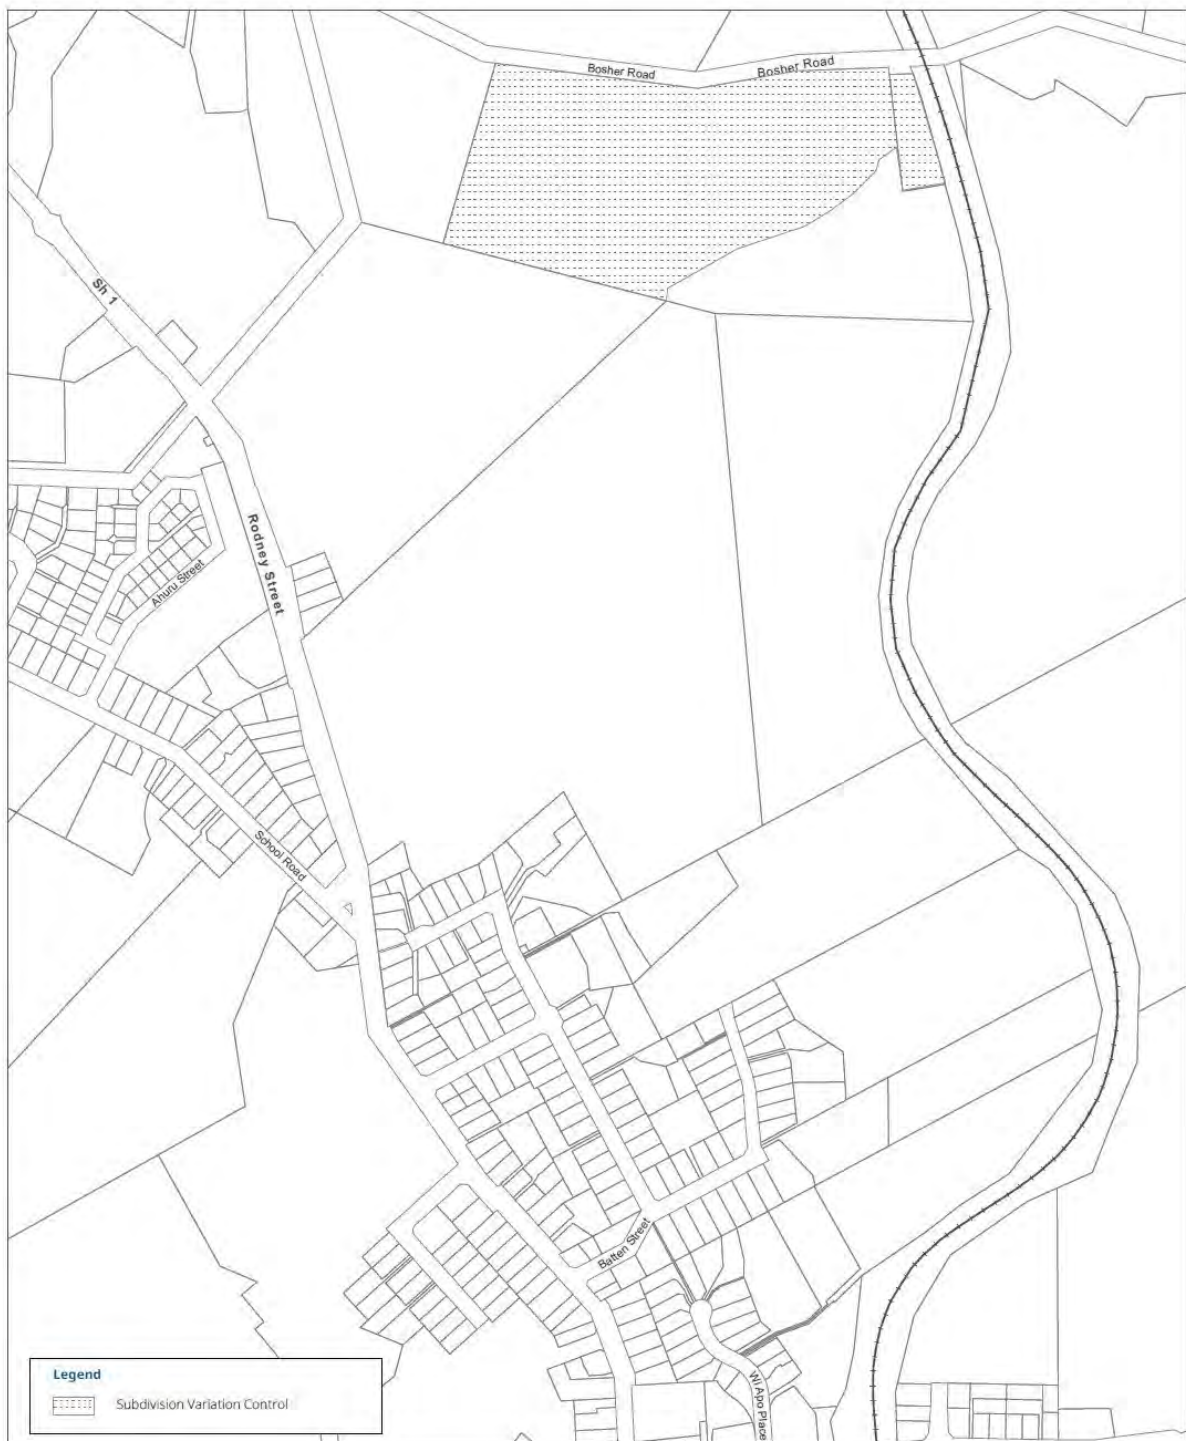 Bosher Road
Bosher Road
Sh 1
Rodney Street
Ahuru Street
School Road
Batten Street
Wi Apo Place
Legend
Subdivision Variation Control